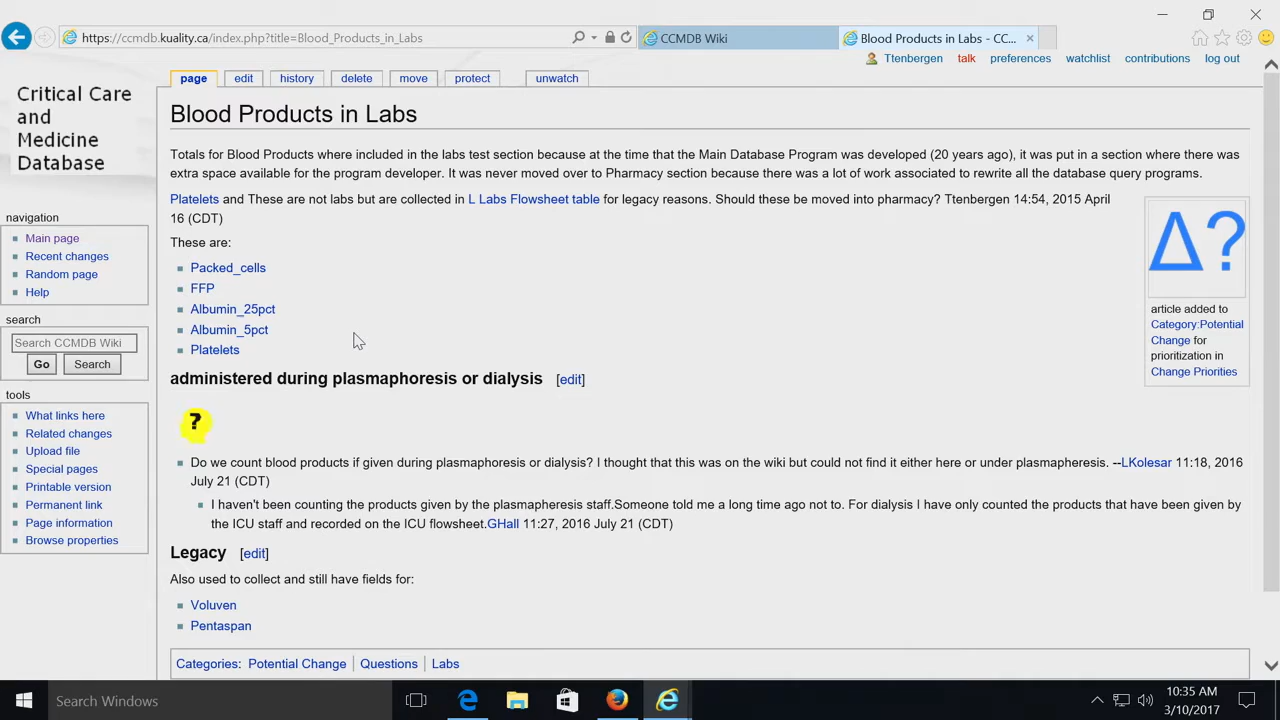 https://ccmdb.kuality.ca/index.php?title=Blood_Products_in_Labs
CCMDB Wiki
Blood Products in Labs - CC...
Ttenbergen talk preferences watchlist contributions log out
page edit history delete move protect unwatch
Critical Care
and
Medicine
Database
Blood Products in Labs
Totals for Blood Products where included in the labs test section because at the time that the Main Database Program was developed (20 years ago), it was put in a section where there was
extra space available for the program developer. It was never moved over to Pharmacy section because there was a lot of work associated to rewrite all the database query programs.
Platelets and These are not labs but are collected in L Labs Flowsheet table for legacy reasons. Should these be moved into pharmacy? Ttenbergen 14:54, 2015 April
16 (CDT)
These are:
Packed_cells
FFP
Albumin_25pct
Albumin_5pct
Platelets
Δ?
article added to
Category:Potential
Change for
prioritization in
Change Priorities
administered during plasmaphoresis or dialysis [edit]
?
Do we count blood products if given during plasmaphoresis or dialysis? I thought that this was on the wiki but could not find it either here or under plasmapheresis. --LKolesar 11:18, 2016
July 21 (CDT)
I haven't been counting the products given by the plasmapheresis staff.Someone told me a long time ago not to. For dialysis I have only counted the products that have been given by
the ICU staff and recorded on the ICU flowsheet.GHall 11:27, 2016 July 21 (CDT)
Legacy [edit]
Also used to collect and still have fields for:
Voluven
Pentaspan
Categories: Potential Change Questions Labs
navigation
Main page
Recent changes
Random page
Help
search
Search CCMDB Wiki
Go Search
tools
What links here
Related changes
Upload file
Special pages
Printable version
Permanent link
Page information
Browse properties
Search Windows
10:35 AM
3/10/2017